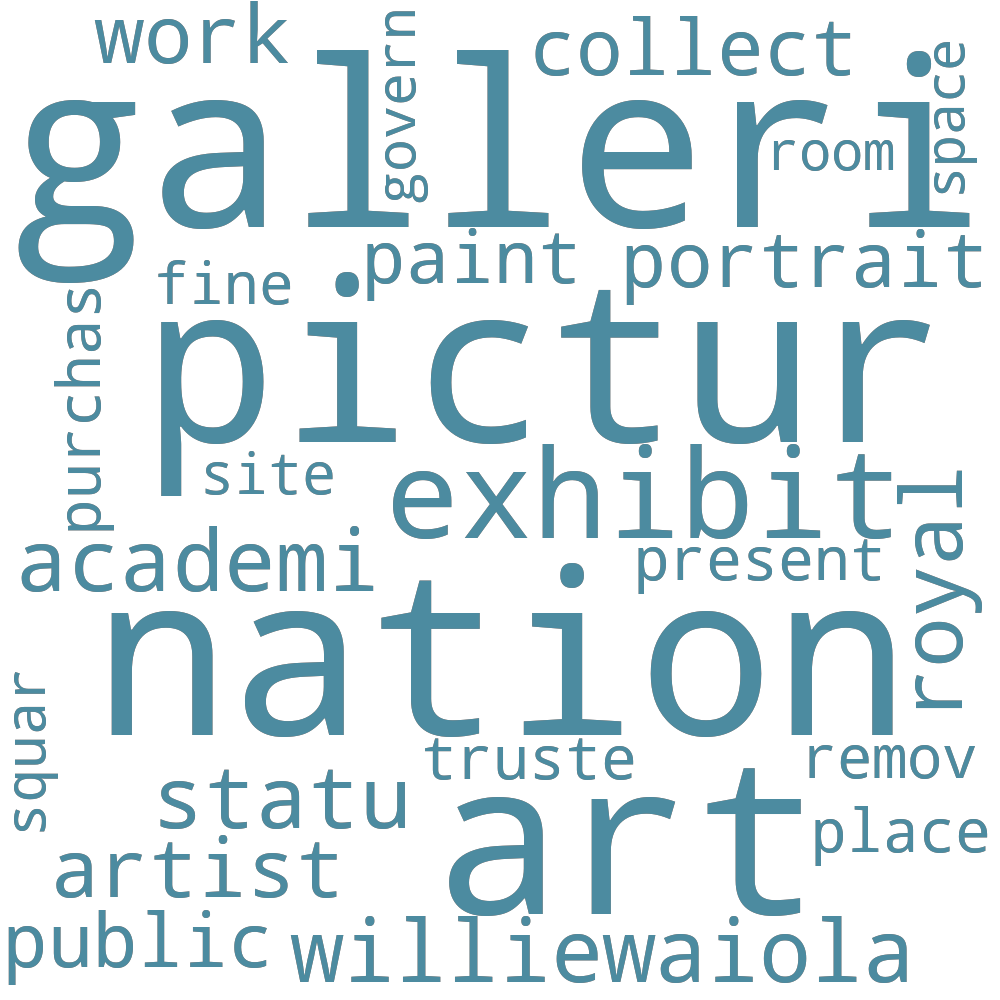 work
govern
collect
space
galleri
room
paint
portrait
fine
purchas
pictur
site
exhibit
royal
academi
present
nation
squar
truste
remov
statu
art
place
artist
public
williewaiola